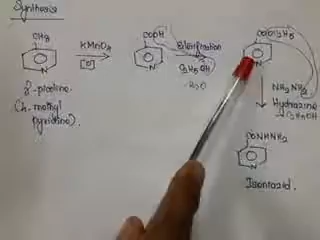 Synthesis
CH3
N
γ-picoline
(4-methyl
pyridine).
KMnO4
[O]
COOH
N
Esterification
C2H5OH
-H2O
COOC2H5
N
NH2NH2
Hydrazine
-C2H5OH
CONHNH2
N
Isoniazid.